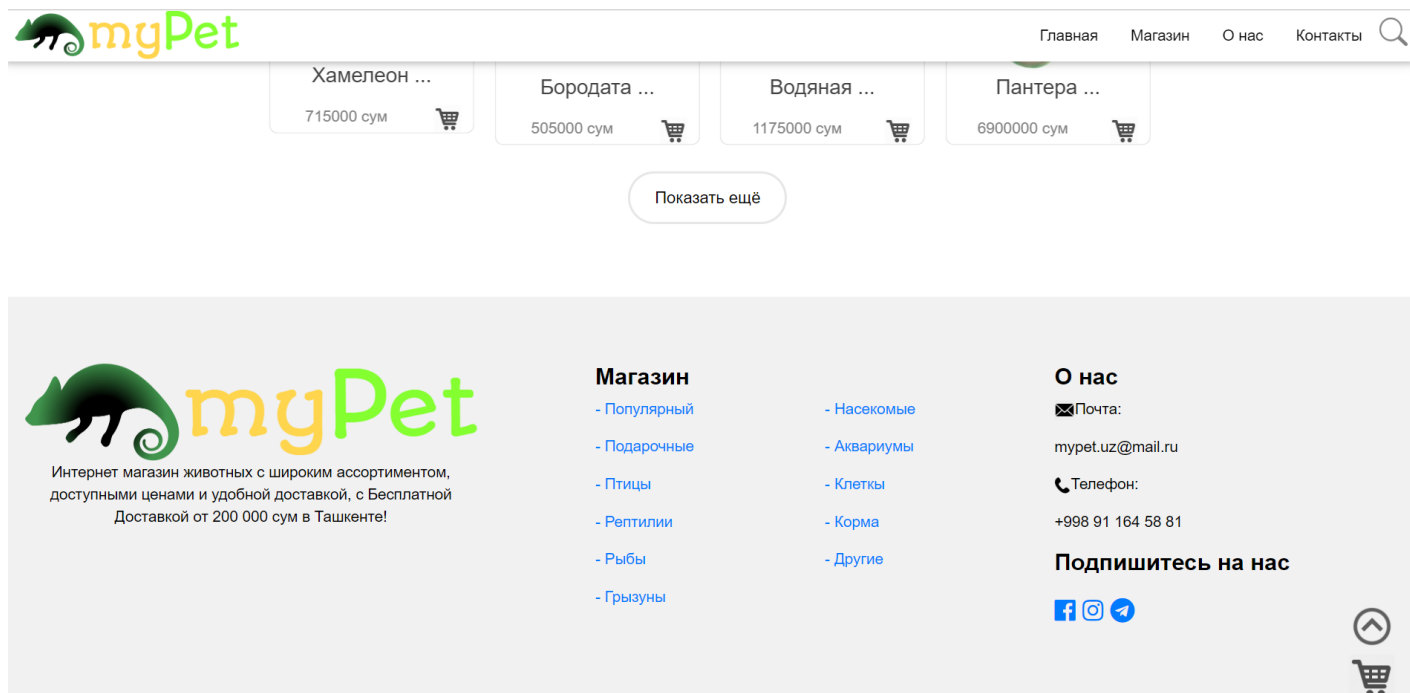 myPet
Главная Магазин О нас Контакты
Хамелеон ...
715000 сум
Бородата ...
505000 сум
Водяная ...
1175000 сум
Пантера ...
6900000 сум
Показать ещё
myPet
Интернет магазин животных с широким ассортиментом,
доступными ценами и удобной доставкой, с Бесплатной
Доставкой от 200 000 сум в Ташкенте!
Магазин
- Популярный
- Подарочные
- Птицы
- Рептилии
- Рыбы
- Грызуны
- Насекомые
- Аквариумы
- Клетки
- Корма
- Другие
О нас
Почта:
mypet.uz@mail.ru
Телефон:
+998 91 164 58 81
Подпишитесь на нас